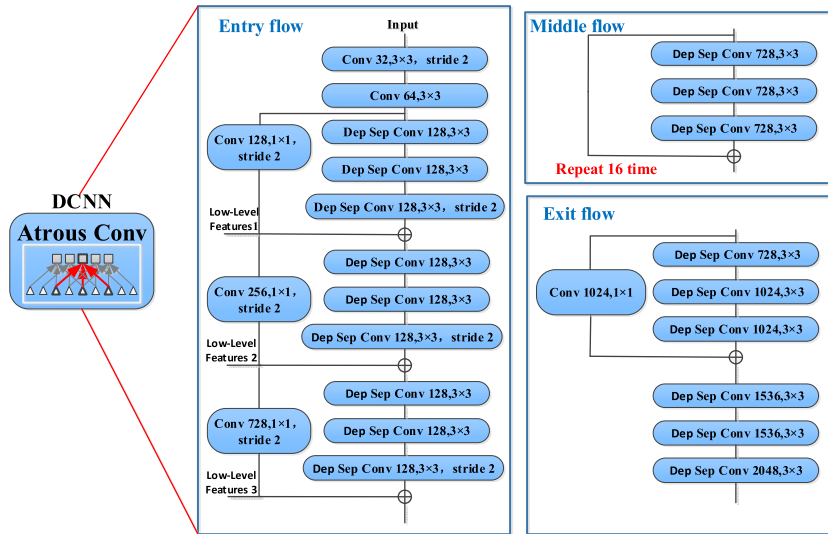 DCNN
Atrous Conv
Entry flow
Input
Conv 32,3×3, stride 2
Conv 64,3×3
Conv 128,1×1,
stride 2
Dep Sep Conv 128,3×3
Dep Sep Conv 128,3×3
Dep Sep Conv 128,3×3, stride 2
Low-Level
Features1
Conv 256,1×1,
stride 2
Dep Sep Conv 128,3×3
Dep Sep Conv 128,3×3
Dep Sep Conv 128,3×3, stride 2
Low-Level
Features 2
Conv 728,1×1,
stride 2
Dep Sep Conv 128,3×3
Dep Sep Conv 128,3×3
Dep Sep Conv 128,3×3, stride 2
Low-Level
Features 3
Middle flow
Dep Sep Conv 728,3×3
Dep Sep Conv 728,3×3
Dep Sep Conv 728,3×3
Repeat 16 time
Exit flow
Dep Sep Conv 728,3×3
Conv 1024,1×1
Dep Sep Conv 1024,3×3
Dep Sep Conv 1024,3×3
Dep Sep Conv 1536,3×3
Dep Sep Conv 1536,3×3
Dep Sep Conv 2048,3×3